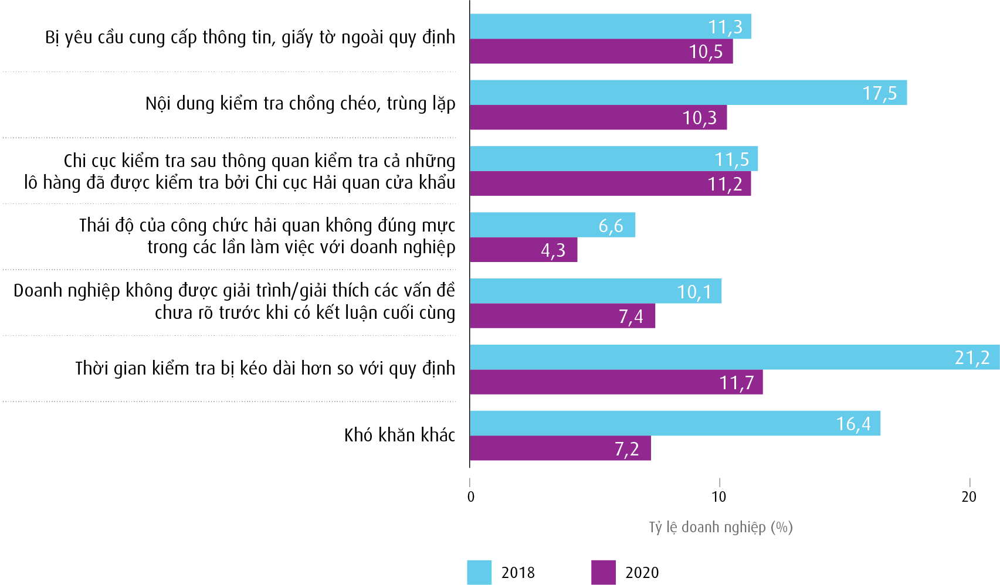 Bị yêu cầu cung cấp thông tin, giấy tờ ngoài quy định
11,3
10,5
Nội dung kiểm tra chồng chéo, trùng lặp
17,5
10,3
Chi cục kiểm tra sau thông quan kiểm tra cả những
lô hàng đã được kiểm tra bởi Chi cục Hải quan cửa khẩu
11,5
11,2
Thái độ của công chức hải quan không đúng mực
trong các lần làm việc với doanh nghiệp
6,6
4,3
Doanh nghiệp không được giải trình/giải thích các vấn đề
chưa rõ trước khi có kết luận cuối cùng
10,1
7,4
Thời gian kiểm tra bị kéo dài hơn so với quy định
21,2
11,7
Khó khăn khác
16,4
7,2
0 10 20
Tỷ lệ doanh nghiệp (%)
2018 2020